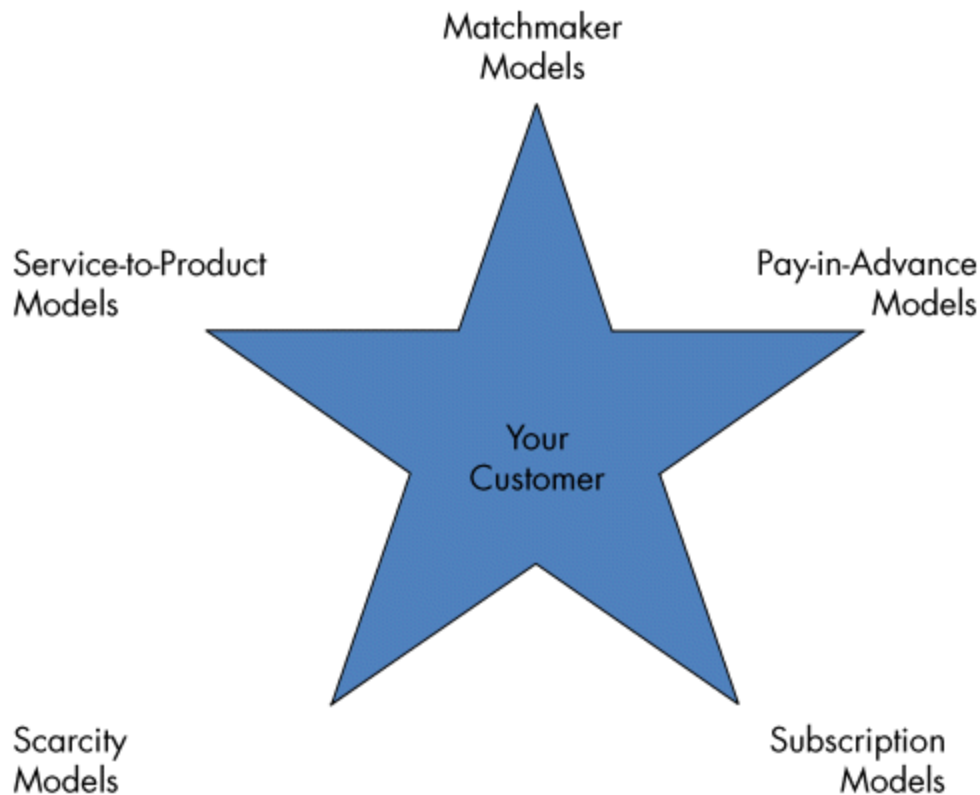 Matchmaker
Models
Service-to-Product
Models
Pay-in-Advance
Models
Your
Customer
Scarcity
Models
Subscription
Models